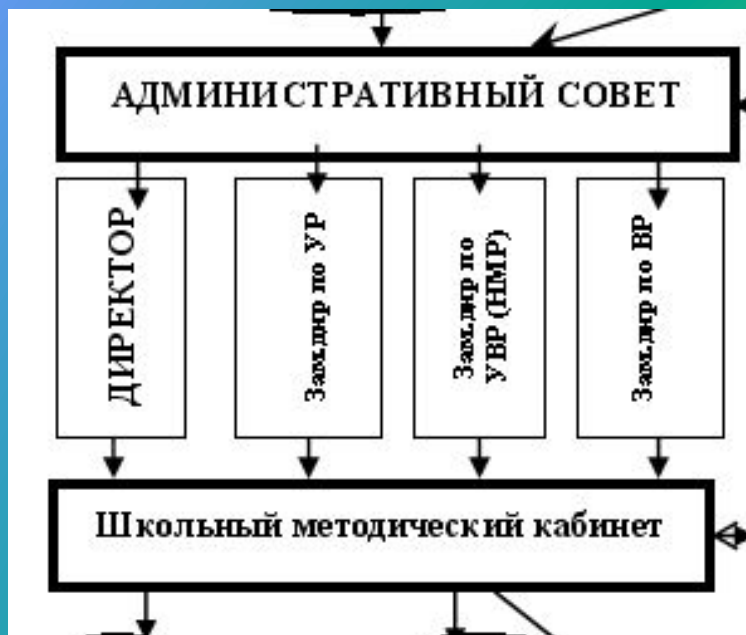 АДМИНИСТРАТИВНЫЙ СОВЕТ
ДИРЕКТОР
Зам.дир по УР
Зам.дир по
УВР (НМР)
Зам.дир по ВР
Школьный методический кабинет